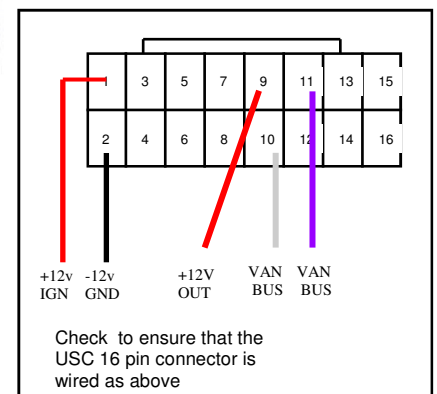 1 3 5 7 9 11 13 15
2 4 6 8 10 12 14 16
+12v -12v +12V VAN VAN
IGN GND OUT BUS BUS
Check to ensure that the
USC 16 pin connector is
wired as above